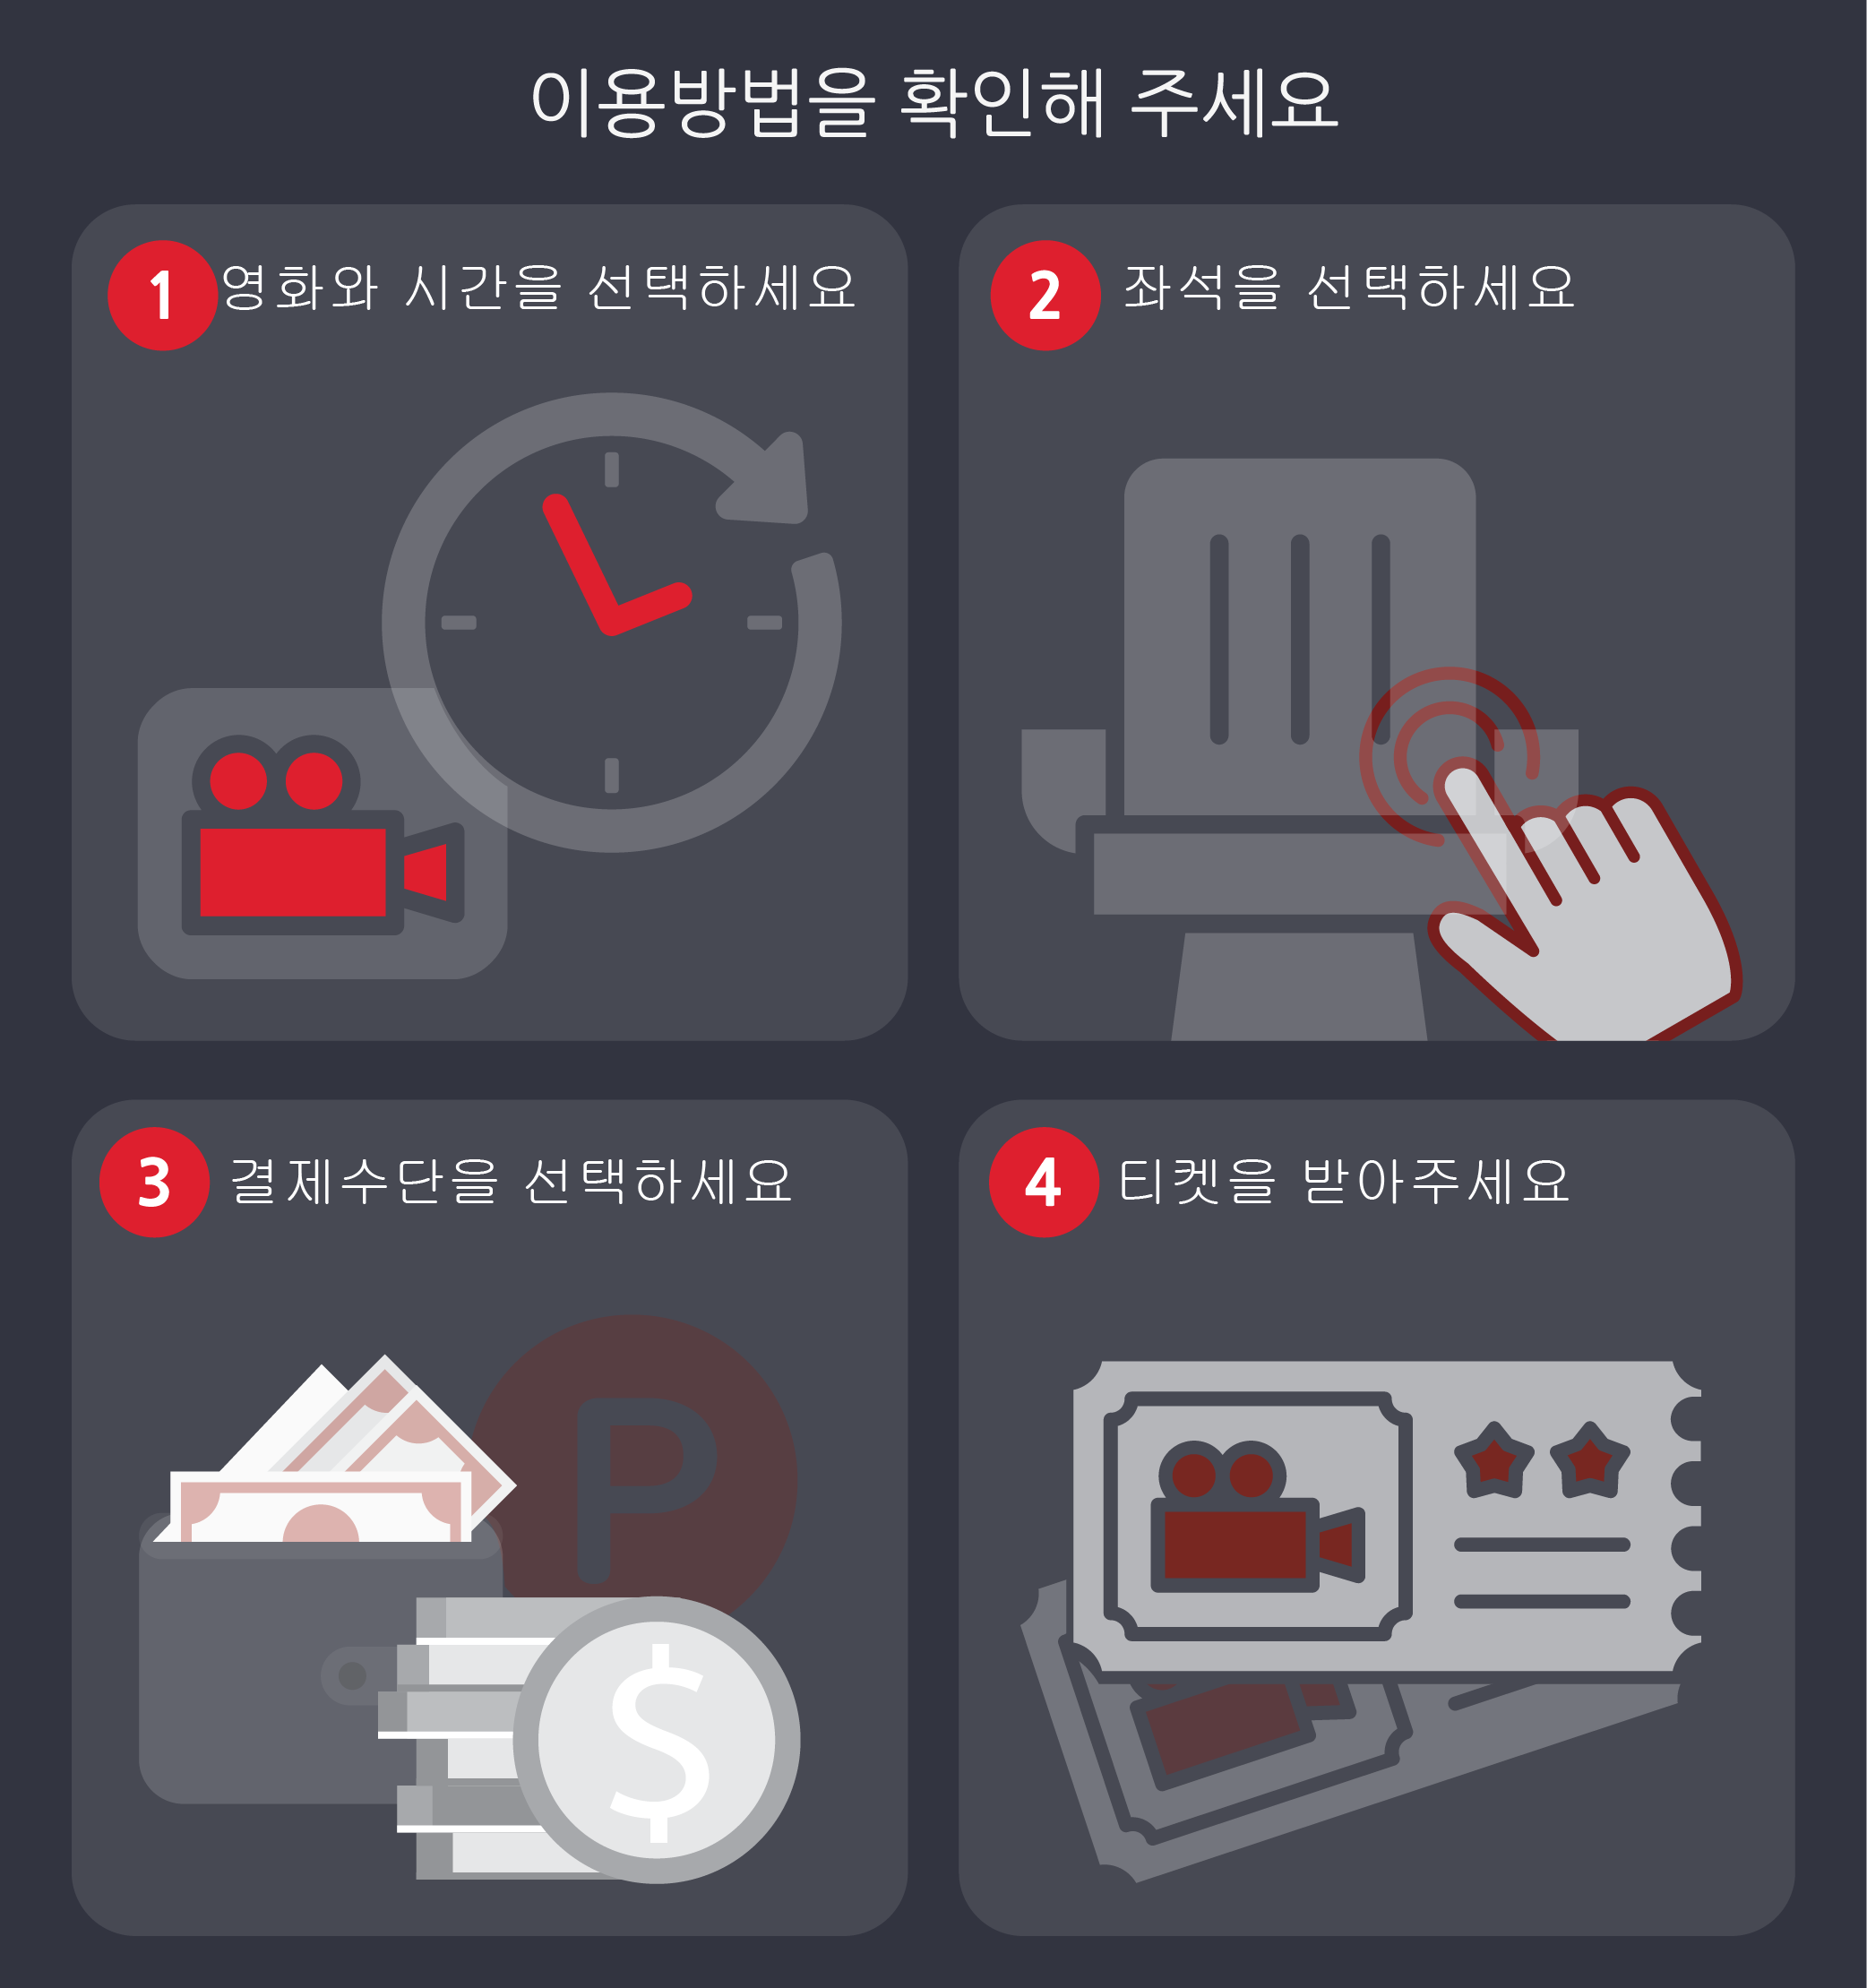 이용방법을 확인해 주세요
1 영화와 시간을 선택하세요
2 좌석을 선택하세요
3 결제수단을 선택하세요
4 티켓을 받아주세요
P
$